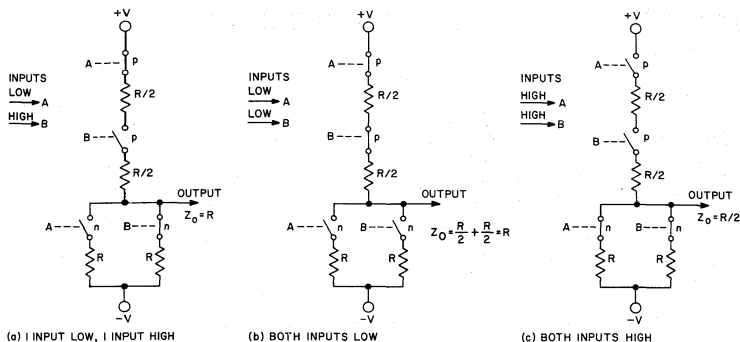 +V
A
p
R/2
INPUTS
LOW
A
HIGH
B
B
p
R/2
OUTPUT
Z₀=R
A
n
B
n
R
R
-V
(a) 1 INPUT LOW, 1 INPUT HIGH
+V
A
p
R/2
INPUTS
LOW
A
LOW
B
B
p
R/2
OUTPUT
A
n
B
n
Z₀=R/2+R/2=R
R
R
-V
(b) BOTH INPUTS LOW
+V
A
p
R/2
INPUTS
HIGH
A
HIGH
B
B
p
R/2
OUTPUT
Z₀=R/2
A
n
B
n
R
R
-V
(c) BOTH INPUTS HIGH